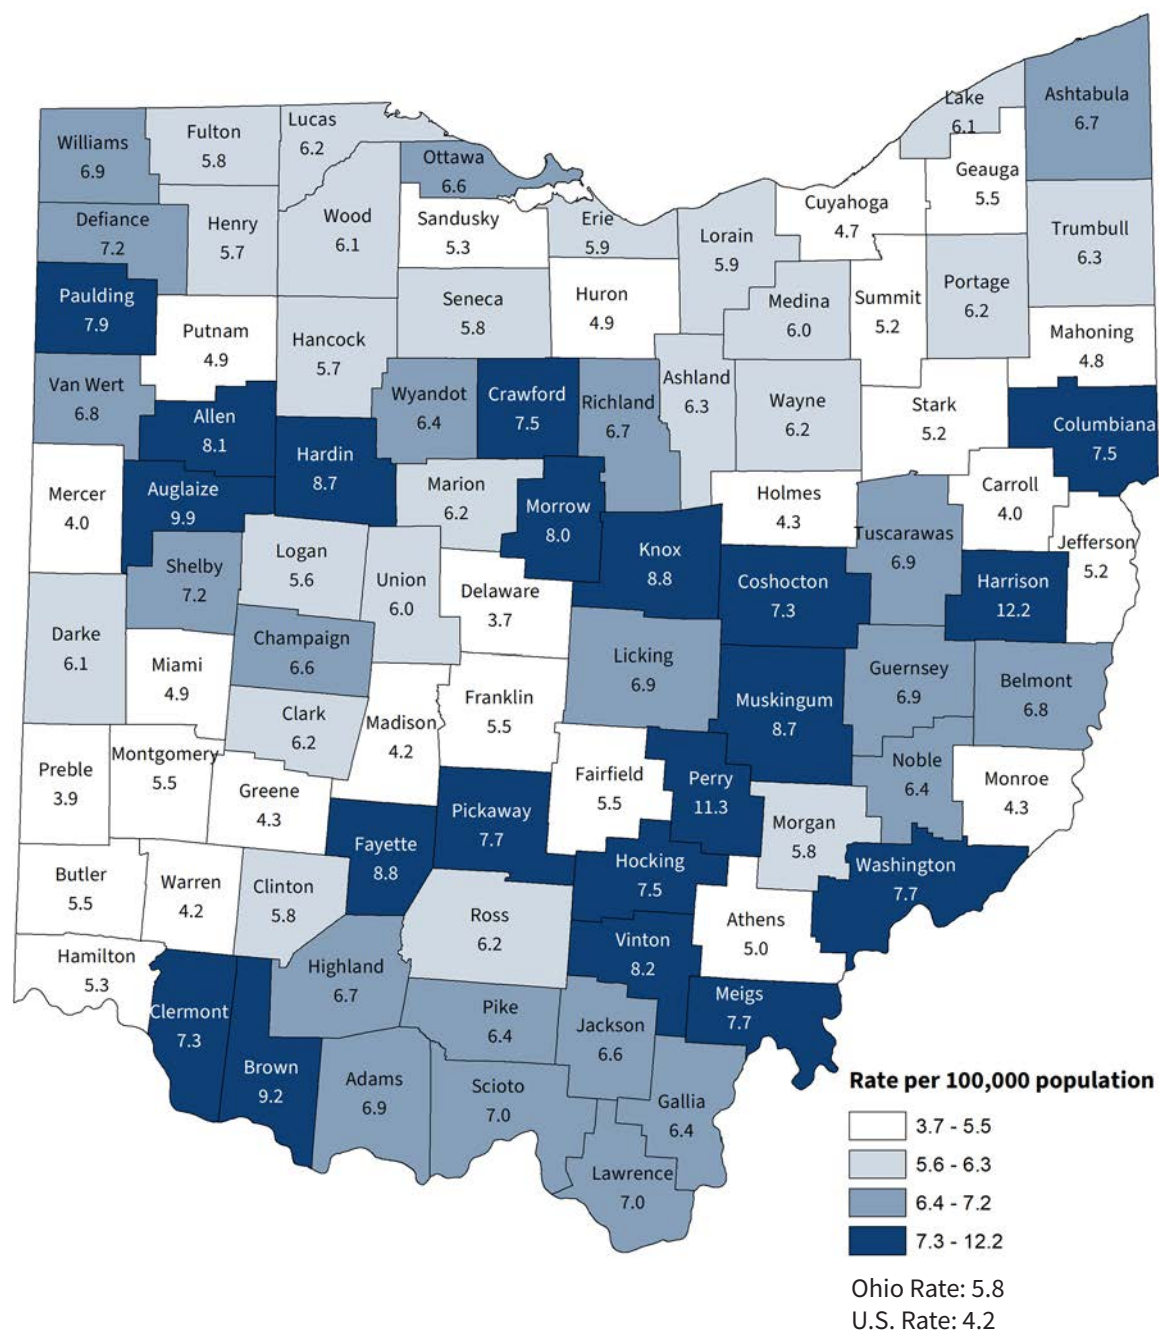 Lake
6.1
Ashtabula
6.7
Williams
6.9
Fulton
5.8
Lucas
6.2
Ottawa
6.6
Geauga
5.5
Cuyahoga
4.7
Defiance
7.2
Henry
5.7
Wood
6.1
Sandusky
5.3
Erie
5.9
Lorain
5.9
Trumbull
6.3
Paulding
7.9
Putnam
4.9
Hancock
5.7
Seneca
5.8
Huron
4.9
Medina
6.0
Summit
5.2
Portage
6.2
Mahoning
4.8
Van Wert
6.8
Allen
8.1
Wyandot
6.4
Crawford
7.5
Richland
6.7
Ashland
6.3
Wayne
6.2
Stark
5.2
Columbiana
7.5
Mercer
4.0
Auglaize
9.9
Hardin
8.7
Marion
6.2
Morrow
8.0
Holmes
4.3
Carroll
4.0
Tuscarawas
6.9
Jefferson
5.2
Shelby
7.2
Logan
5.6
Union
6.0
Delaware
3.7
Knox
8.8
Coshocton
7.3
Harrison
12.2
Darke
6.1
Miami
4.9
Champaign
6.6
Licking
6.9
Guernsey
6.9
Belmont
6.8
Clark
6.2
Madison
4.2
Franklin
5.5
Muskingum
8.7
Preble
3.9
Montgomery
5.5
Greene
4.3
Fairfield
5.5
Perry
11.3
Noble
6.4
Monroe
4.3
Pickaway
7.7
Fayette
8.8
Hocking
7.5
Morgan
5.8
Washington
7.7
Butler
5.5
Warren
4.2
Clinton
5.8
Ross
6.2
Vinton
8.2
Athens
5.0
Hamilton
5.3
Highland
6.7
Clermont
7.3
Pike
6.4
Jackson
6.6
Meigs
7.7
Brown
9.2
Adams
6.9
Scioto
7.0
Gallia
6.4
Lawrence
7.0
Rate per 100,000 population
3.7 - 5.5
5.6 - 6.3
6.4 - 7.2
7.3 - 12.2
Ohio Rate: 5.8
U.S. Rate: 4.2